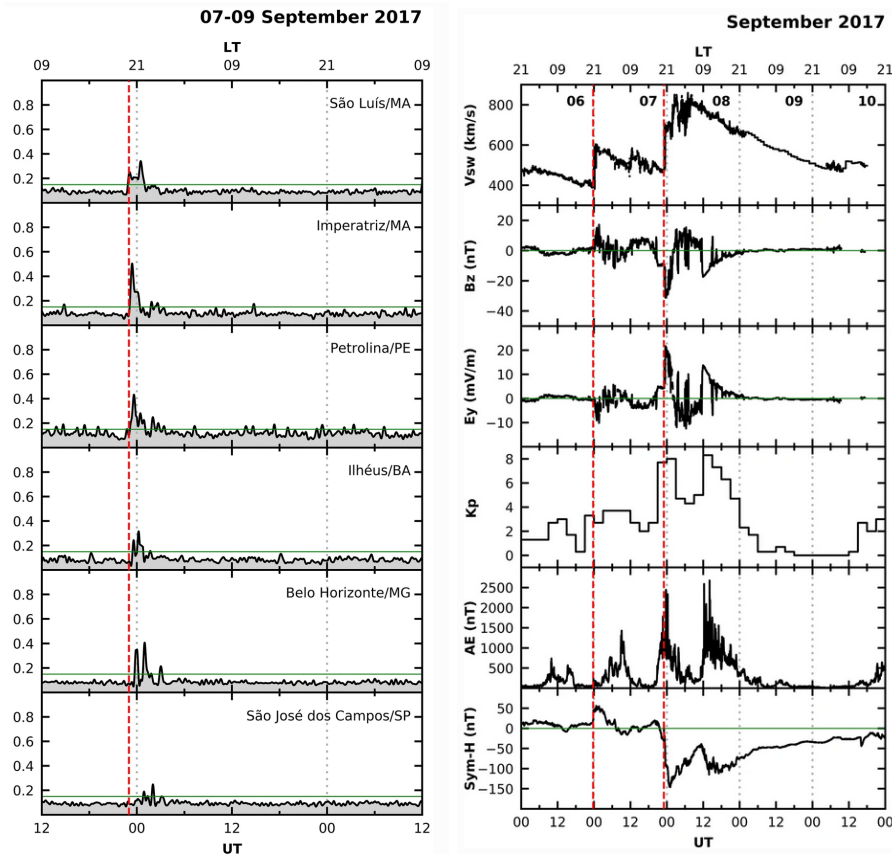 07-09 September 2017
LT
09 21 09 21 09
São Luís/MA
0.8
0.6
0.4
0.2
Imperatriz/MA
0.8
0.6
0.4
0.2
Petrolina/PE
0.8
0.6
0.4
0.2
Ilhéus/BA
0.8
0.6
0.4
0.2
Belo Horizonte/MG
0.8
0.6
0.4
0.2
São José dos Campos/SP
0.8
0.6
0.4
0.2
12 00 12 00 12
UT
September 2017
LT
21 09 21 09 21 09 21 09 21 09 21
06 07 08 09 10
Vsw (km/s)
800
600
400
Bz (nT)
20
0
−20
−40
Ey (mV/m)
20
10
0
−10
Kp
8
6
4
2
0
AE (nT)
2500
2000
1500
1000
500
Sym-H (nT)
50
0
−50
−100
−150
00 12 00 12 00 12 00 12 00 12 00
UT